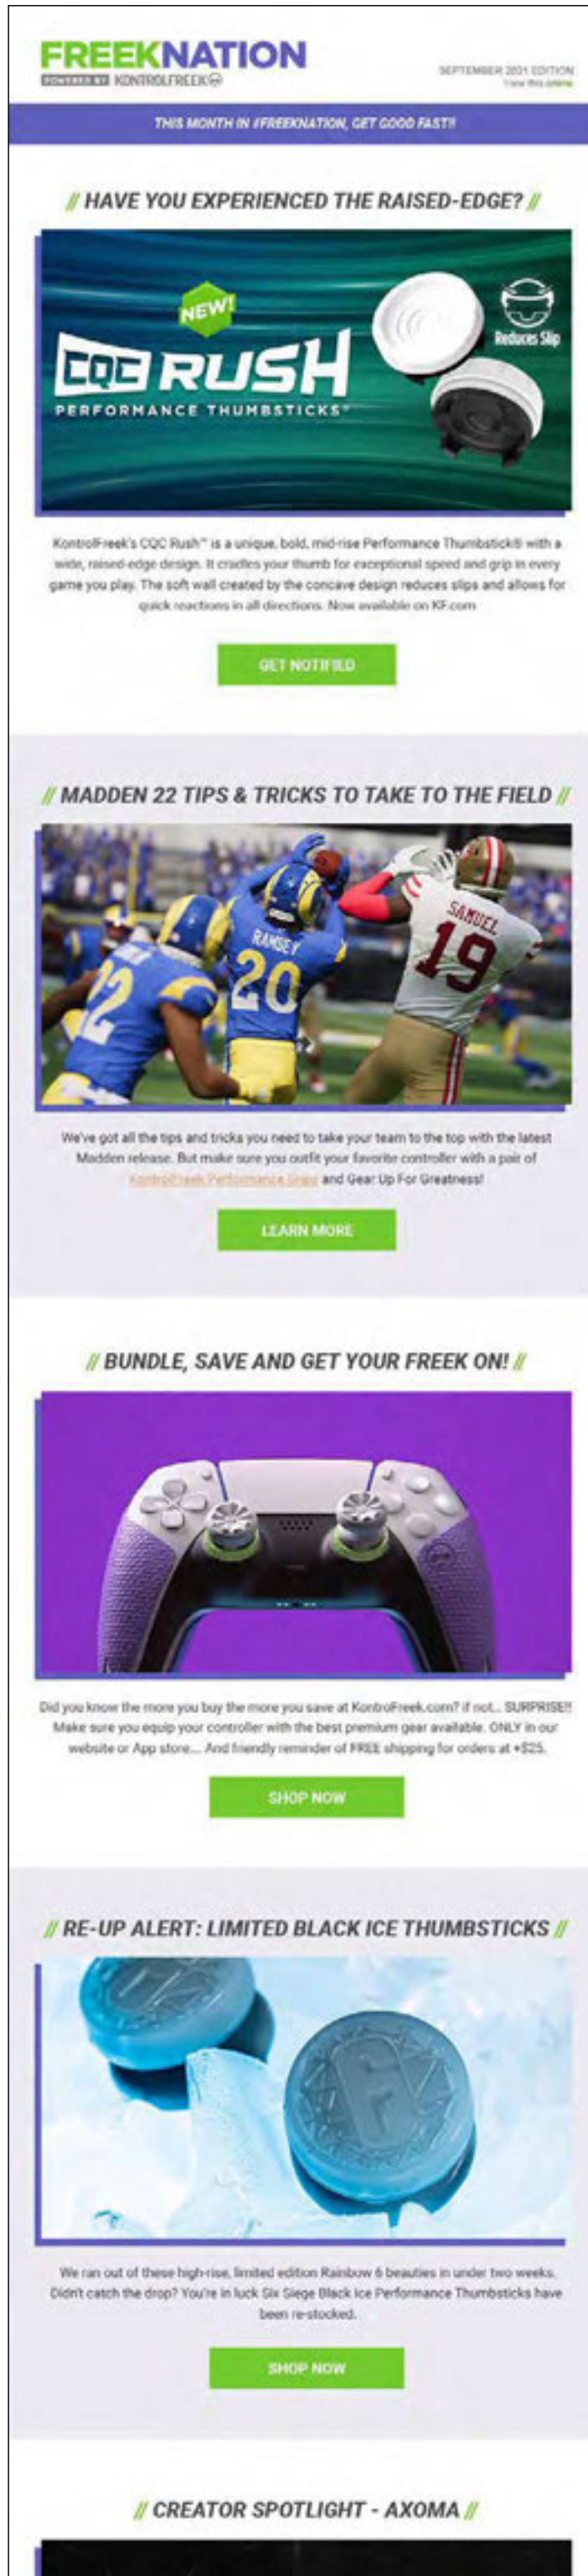 FREEKNATION
POWERED BY KONTROLFREEK
SEPTEMBER 2021 EDITION
View this online
THIS MONTH IN #FREEKNATION, GET GOOD FAST!!
// HAVE YOU EXPERIENCED THE RAISED-EDGE? //
NEW!
CQC RUSH
PERFORMANCE THUMBSTICKS®
Reduces Slip
KontrolFreek's CQC Rush™ is a unique, bold, mid-rise Performance Thumbstick® with a
wide, raised-edge design. It cradles your thumb for exceptional speed and grip in every
game you play. The soft wall created by the concave design reduces slips and allows for
quick reactions in all directions. Now available on KF.com
GET NOTIFIED
// MADDEN 22 TIPS & TRICKS TO TAKE TO THE FIELD //
RAMSEY
20
SAMUEL
19
22
We've got all the tips and tricks you need to take your team to the top with the latest
Madden release. But make sure you outfit your favorite controller with a pair of
KontrolFreek Performance Grips and Gear Up For Greatness!
LEARN MORE
// BUNDLE, SAVE AND GET YOUR FREEK ON! //
Did you know the more you buy the more you save at KontroFreek.com? if not... SURPRISE!!
Make sure you equip your controller with the best premium gear available. ONLY in our
website or App store.... And friendly reminder of FREE shipping for orders at +$25.
SHOP NOW
// RE-UP ALERT: LIMITED BLACK ICE THUMBSTICKS //
We ran out of these high-rise, limited edition Rainbow 6 beauties in under two weeks.
Didn't catch the drop? You're in luck Six Siege Black Ice Performance Thumbsticks have
been re-stocked.
SHOP NOW
// CREATOR SPOTLIGHT - AXOMA //